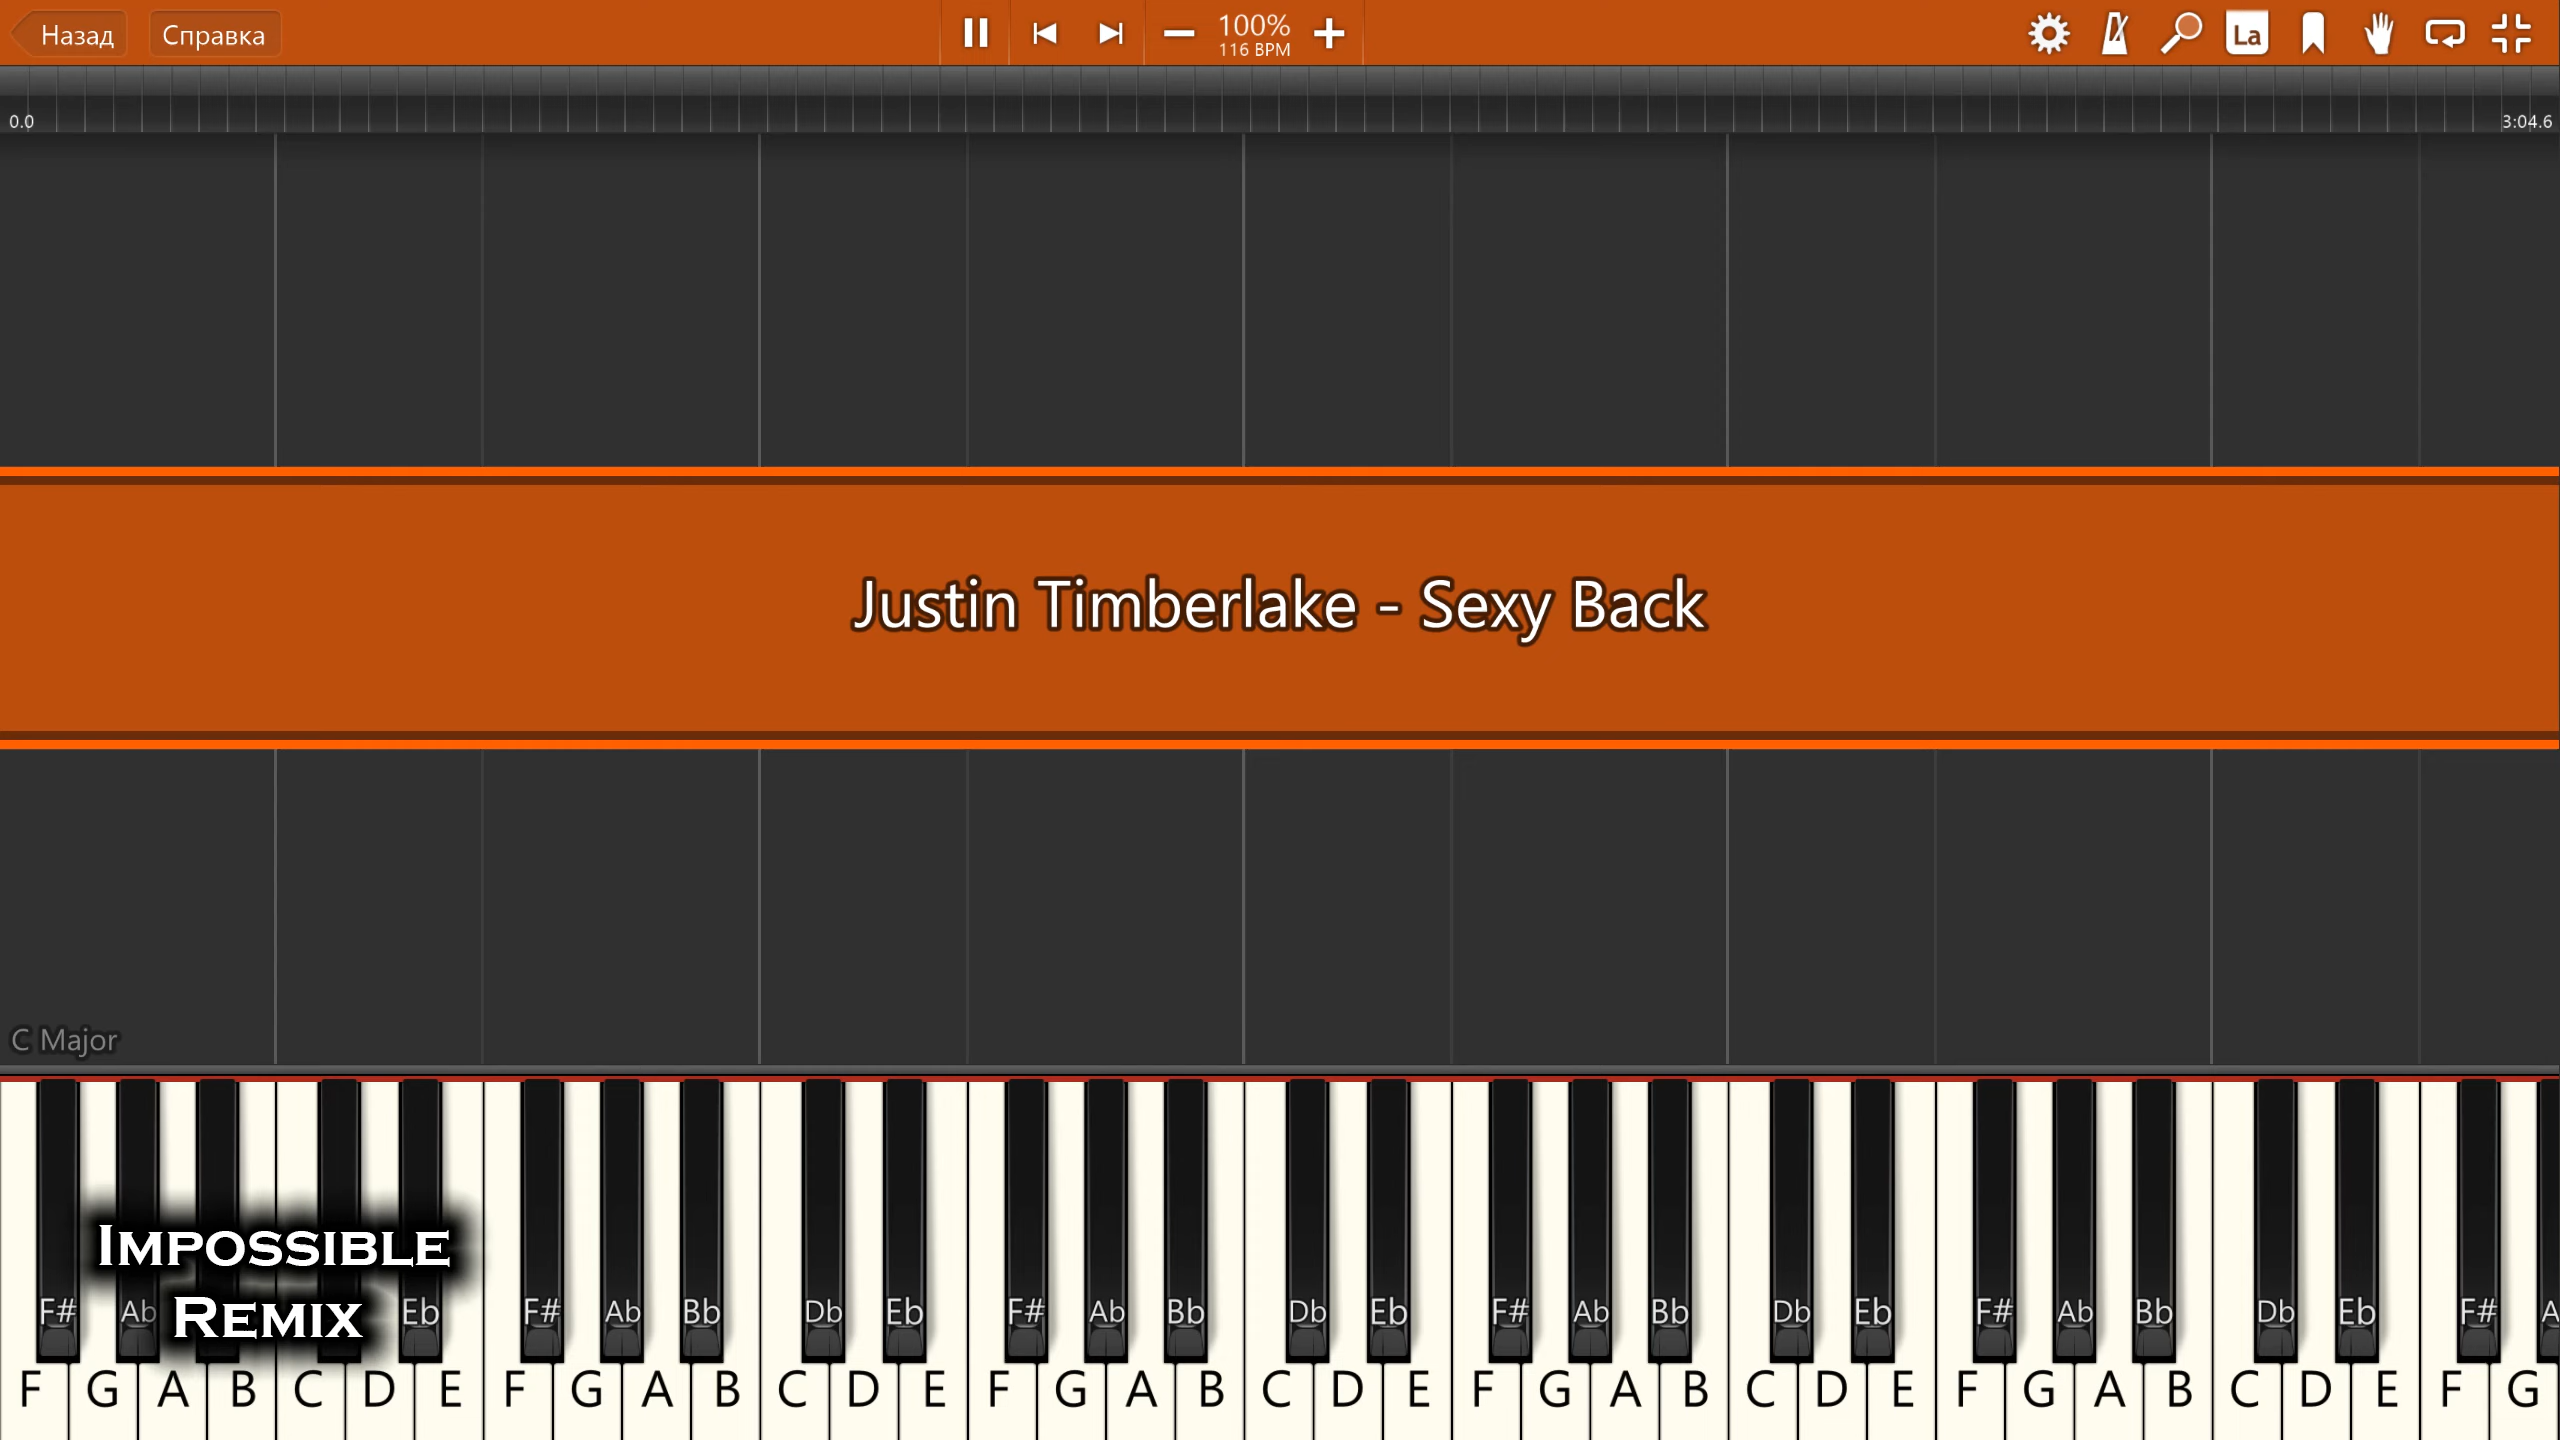 Назад Справка 100% La
116 BPM
0.0 3:04.6
Justin Timberlake - Sexy Back
C Major
Impossible
Remix
F# Ab Eb F# Ab Bb Db Eb F# Ab Bb Db Eb F# Ab Bb Db Eb F# Ab Bb Db Eb F# A
F G A B C D E F G A B C D E F G A B C D E F G A B C D E F G A B C D E F G